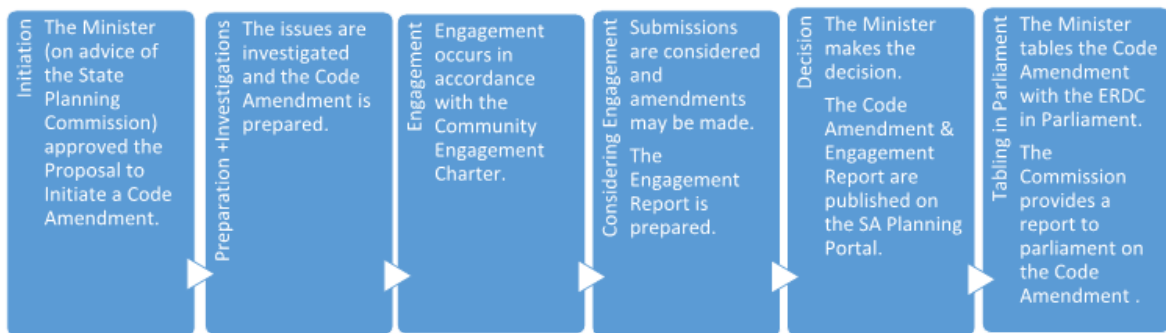 Initiation
The Minister
(on advice of
the State
Planning
Commission)
approved the
Proposal to
Initiate a Code
Amendment.
Preparation +Investigations
The issues are
investigated
and the Code
Amendment is
prepared.
Engagement
Engagement
occurs in
accordance
with the
Community
Engagement
Charter.
Considering Engagement
Submissions
are considered
and
amendments
may be made.
The
Engagement
Report is
prepared.
Decision
The Minister
makes the
decision.
The Code
Amendment &
Engagement
Report are
published on
the SA Planning
Portal.
Tabling in Parliament
The Minister
tables the Code
Amendment
with the ERDC
in Parliament.
The
Commission
provides a
report to
parliament on
the Code
Amendment .